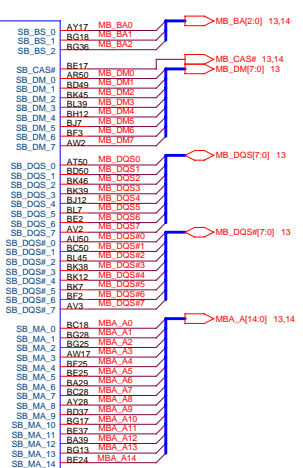 SB_BS_0 AY17 MB_BA0 MB_BA[2:0] 13,14
SB_BS_1 BG18 MB_BA1
SB_BS_2 BG36 MB_BA2
SB_CAS# BE17 MB_CAS# 13,14
SB_DM_0 AR50 MB_DM0 MB_DM[7:0] 13
SB_DM_1 BD49 MB_DM1
SB_DM_2 BK45 MB_DM2
SB_DM_3 BL39 MB_DM3
SB_DM_4 BH12 MB_DM4
SB_DM_5 BJ7 MB_DM5
SB_DM_6 BF3 MB_DM6
SB_DM_7 AW2 MB_DM7
SB_DQS_0 AT50 MB_DQS0 MB_DQS[7:0] 13
SB_DQS_1 BD50 MB_DQS1
SB_DQS_2 BK46 MB_DQS2
SB_DQS_3 BK39 MB_DQS3
SB_DQS_4 BJ12 MB_DQS4
SB_DQS_5 BL7 MB_DQS5
SB_DQS_6 BE2 MB_DQS6
SB_DQS_7 AV2 MB_DQS7
SB_DQS#_0 AU50 MB_DQS#0 MB_DQS#[7:0] 13
SB_DQS#_1 BC50 MB_DQS#1
SB_DQS#_2 BL45 MB_DQS#2
SB_DQS#_3 BK38 MB_DQS#3
SB_DQS#_4 BK12 MB_DQS#4
SB_DQS#_5 BK7 MB_DQS#5
SB_DQS#_6 BF2 MB_DQS#6
SB_DQS#_7 AV3 MB_DQS#7
SB_MA_0 BC18 MBA_A0 MBA_A[14:0] 13,14
SB_MA_1 BG28 MBA_A1
SB_MA_2 BG25 MBA_A2
SB_MA_3 AW17 MBA_A3
SB_MA_4 BF25 MBA_A4
SB_MA_5 BE25 MBA_A5
SB_MA_6 BA29 MBA_A6
SB_MA_7 BC28 MBA_A7
SB_MA_8 AY28 MBA_A8
SB_MA_9 BD37 MBA_A9
SB_MA_10 BG17 MBA_A10
SB_MA_11 BE37 MBA_A11
SB_MA_12 BA39 MBA_A12
SB_MA_13 BG13 MBA_A13
SB_MA_14 BE24 MBA_A14